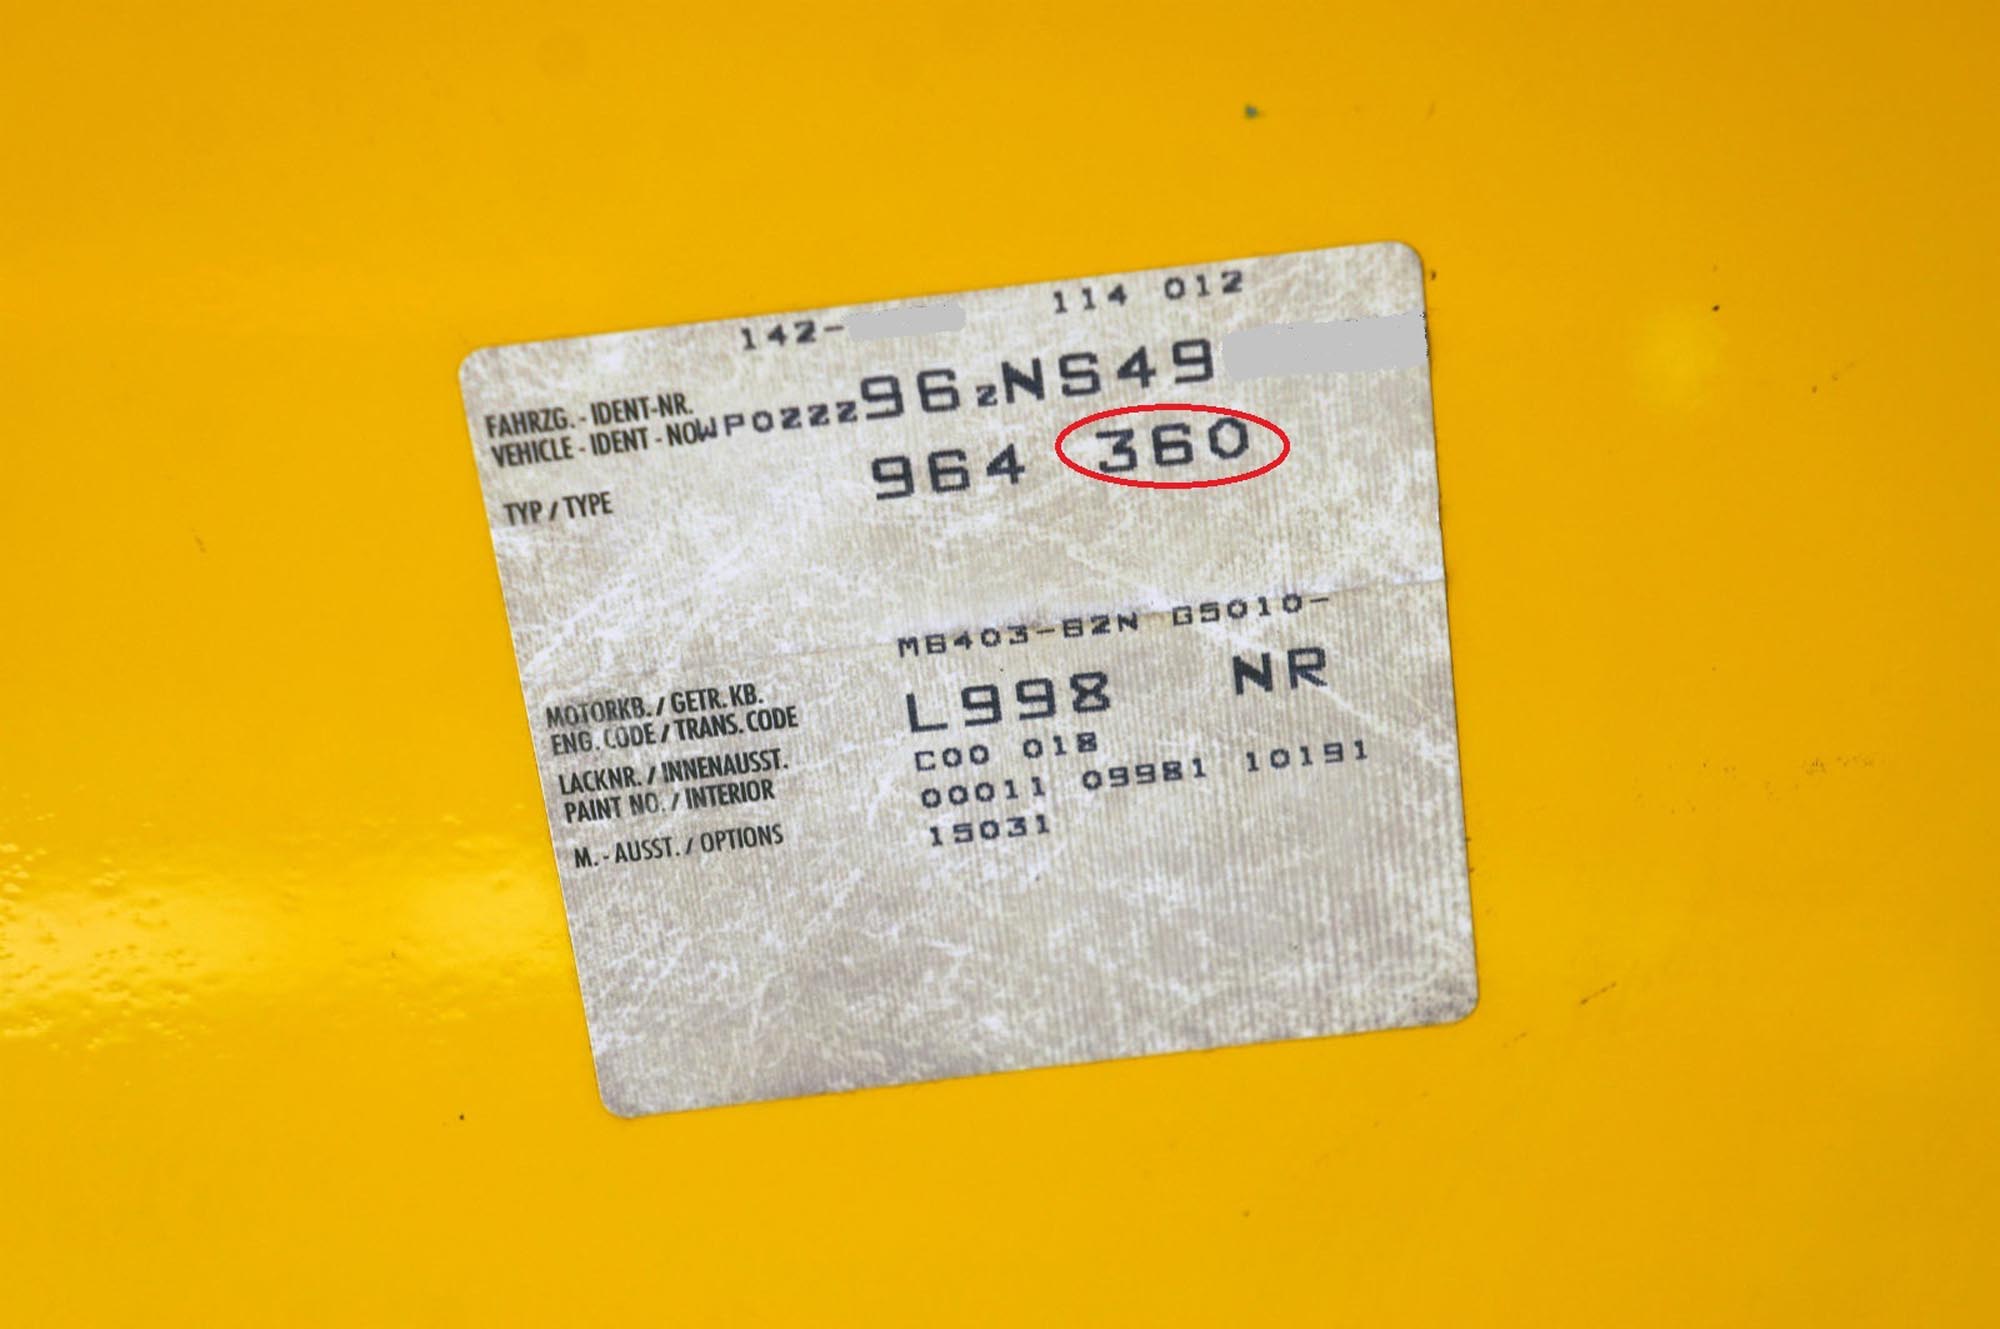 142- 114 012
FAHRZG. - IDENT-NR.
VEHICLE - IDENT - NO WP0ZZZ96ZNS49
964 360
TYP / TYPE
M6403-62N G5010-
MOTORKB. / GETR. KB.
ENG. CODE / TRANS. CODE
L998 NR
LACKNR. / INNENAUSST.
PAINT NO. / INTERIOR
C00 018
00011 09981 10191
M. - AUSST. / OPTIONS
15031